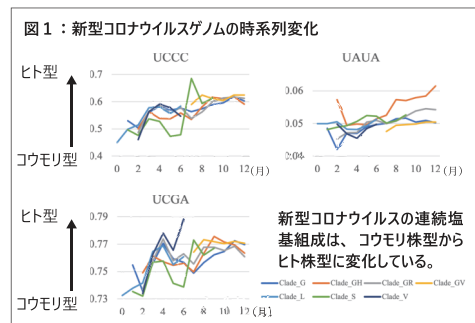 図1:新型コロナウイルスゲノムの時系列変化
UCCC
UAUA
ヒト型
コウモリ型
0.7
0.6
0.5
0.4
0 2 4 6 8 10 12(月)
0.06
0.05
0.04
0 2 4 6 8 10 12(月)
UCGA
ヒト型
コウモリ型
0.79
0.77
0.75
0.73
0 2 4 6 8 10 12(月)
新型コロナウイルスの連続塩
基組成は、コウモリ株型から
ヒト株型に変化している。
Clade_G Clade_GH Clade_GR Clade_GV
Clade_L Clade_S Clade_V